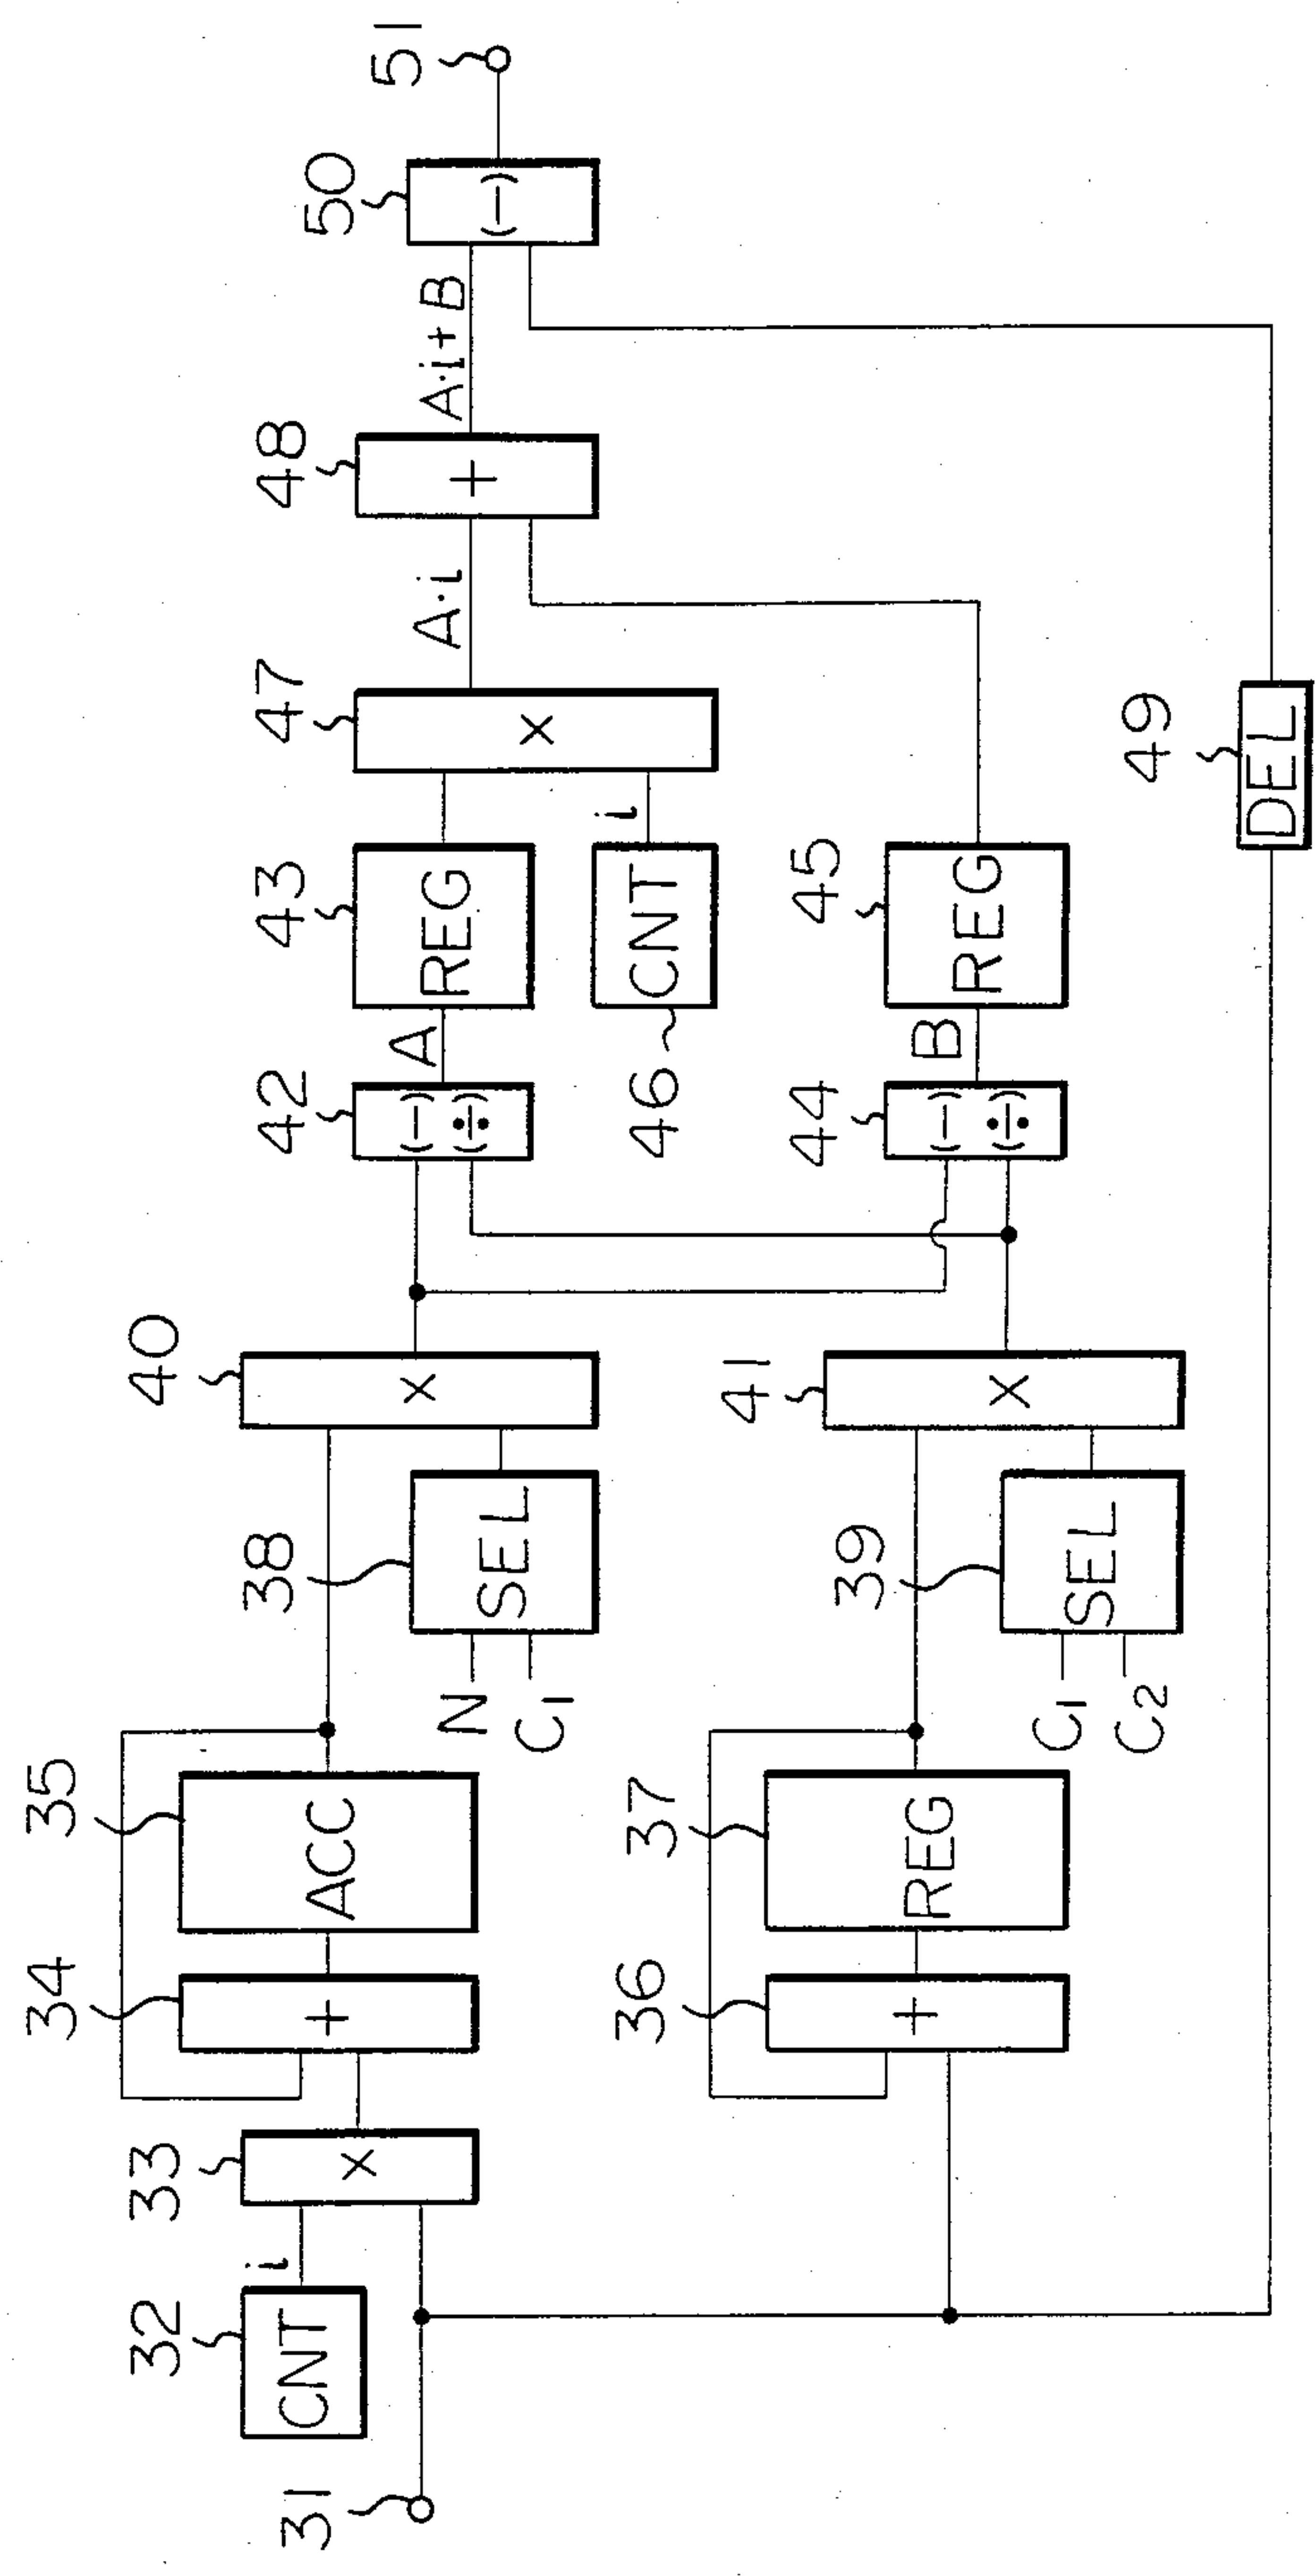 31
32
CNT
i
33
×
34
+
35
ACC
36
+
37
REG
N
C1
38
SEL
C1
C2
39
SEL
40
×
41
×
42
(−)
(÷)
A
43
REG
44
(−)
(÷)
B
45
REG
46
CNT
i
47
×
A·i
48
+
A·i+B
49
DEL
50
(−)
51